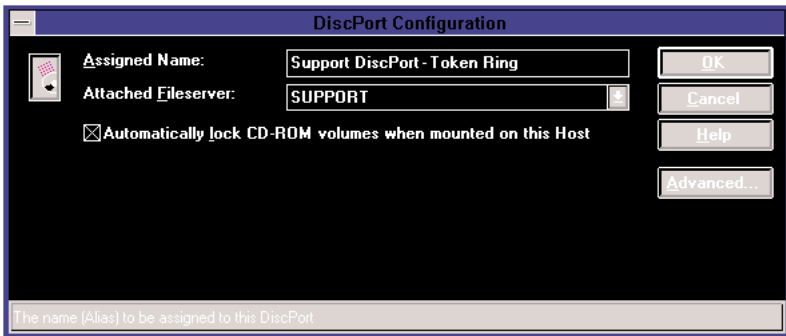 DiscPort Configuration
Assigned Name:
Support DiscPort - Token Ring
OK
Attached Fileserver:
SUPPORT
Cancel
Automatically lock CD-ROM volumes when mounted on this Host
Help
Advanced...
The name (Alias) to be assigned to this DiscPort